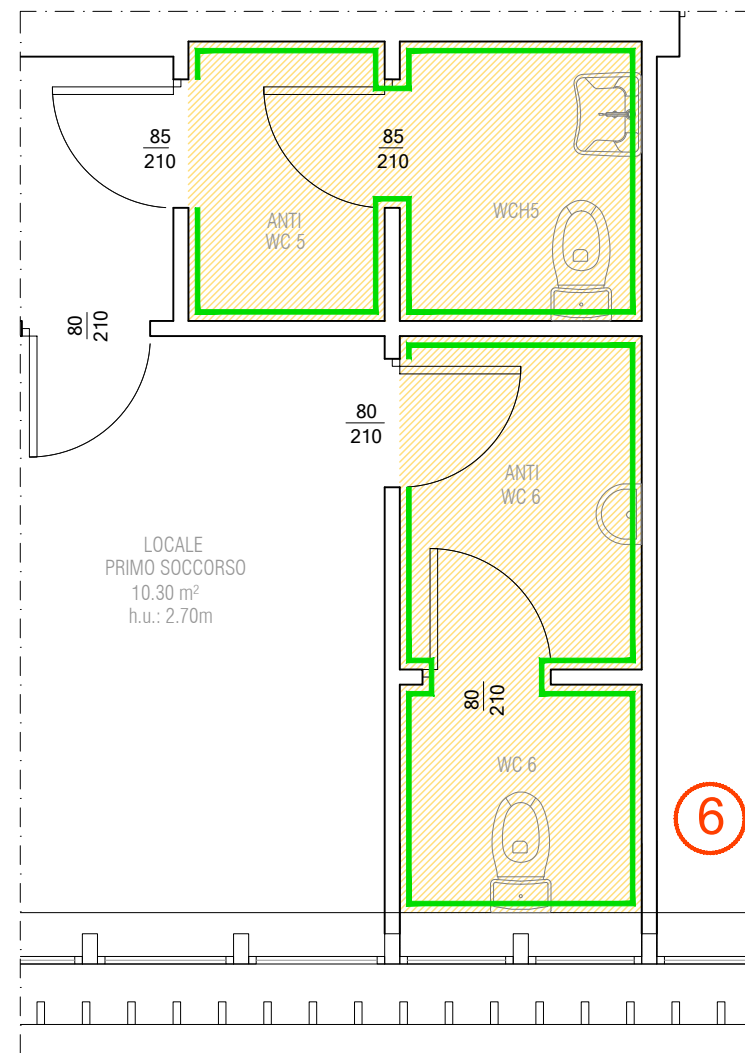 85
210
85
210
ANTI
WC 5
WCH5
80
210
80
210
ANTI
WC 6
LOCALE
PRIMO SOCCORSO
10.30 m²
h.u.: 2.70m
80
210
WC 6
6